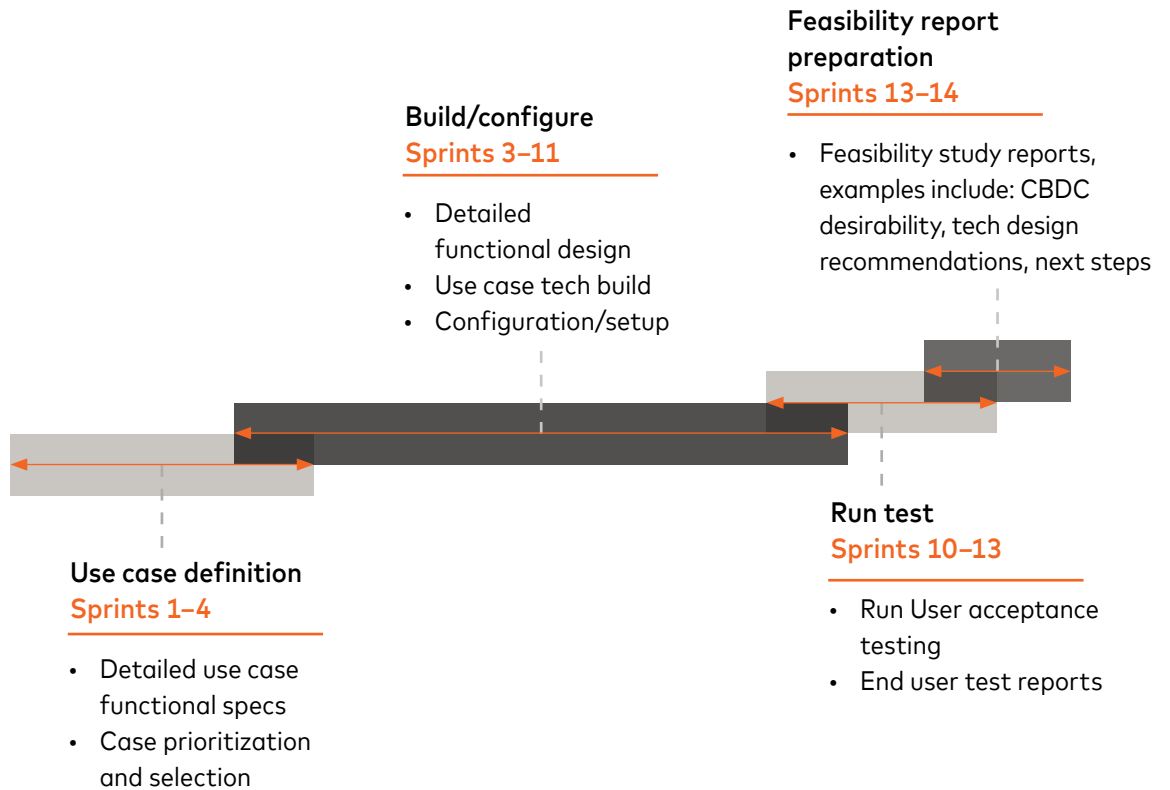 Feasibility report
preparation
Sprints 13–14
• Feasibility study reports,
examples include: CBDC
desirability, tech design
recommendations, next steps
Build/configure
Sprints 3–11
• Detailed
functional design
• Use case tech build
• Configuration/setup
Use case definition
Sprints 1–4
• Detailed use case
functional specs
• Case prioritization
and selection
Run test
Sprints 10–13
• Run User acceptance
testing
• End user test reports